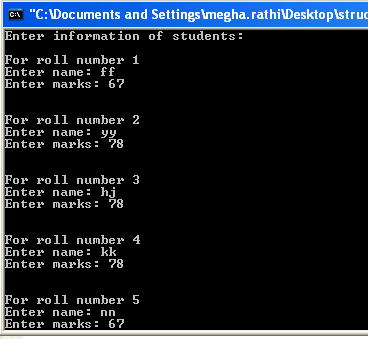 "C:\Documents and Settings\megha.rathi\Desktop\struc
Enter information of students:
For roll number 1
Enter name: ff
Enter marks: 67
For roll number 2
Enter name: yy
Enter marks: 78
For roll number 3
Enter name: hj
Enter marks: 78
For roll number 4
Enter name: kk
Enter marks: 78
For roll number 5
Enter name: nn
Enter marks: 67